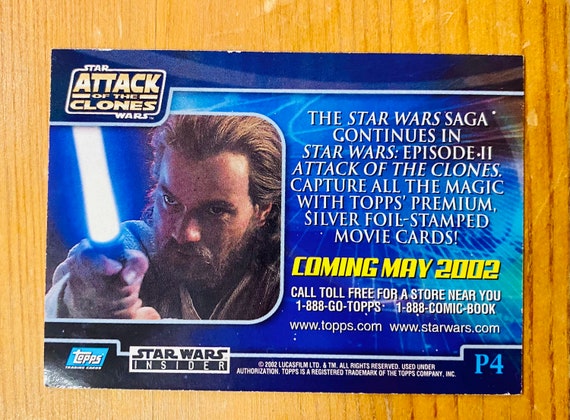 STAR
ATTACK
OF THE
CLONES
WARS™
THE STAR WARS SAGA
CONTINUES IN
STAR WARS: EPISODE II
ATTACK OF THE CLONES.
CAPTURE ALL THE MAGIC
WITH TOPPS' PREMIUM,
SILVER FOIL-STAMPED
MOVIE CARDS!
COMING MAY 2002
CALL TOLL FREE FOR A STORE NEAR YOU
1-888-GO-TOPPS 1-888-COMIC-BOOK
www.topps.com www.starwars.com
Topps
TRADING CARDS
STAR WARS
INSIDER
© 2002 LUCASFILM LTD. & TM. ALL RIGHTS RESERVED. USED UNDER
AUTHORIZATION. TOPPS IS A REGISTERED TRADEMARK OF THE TOPPS COMPANY, INC.
P4